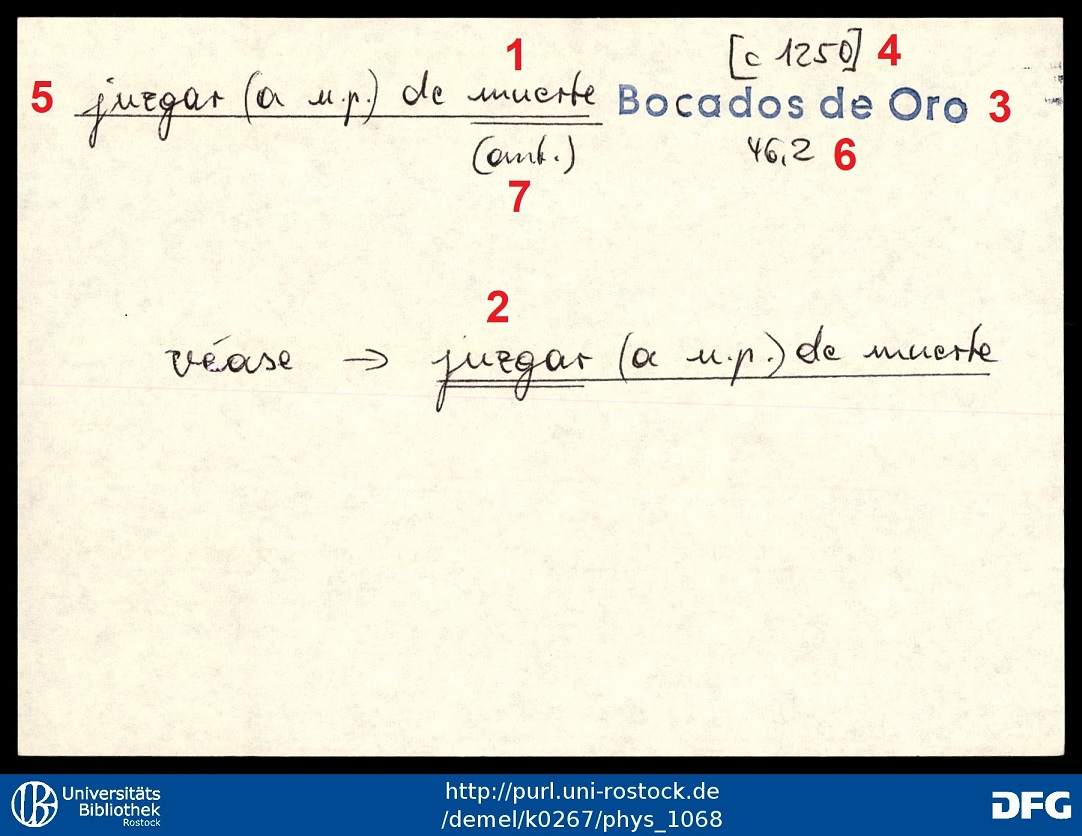 1
[c 1250] 4
5 juzgar (a u.p.) de muerte Bocados de Oro 3
(amb.) 46,2 6
7
2
véase → juzgar (a u.p.) de muerte
Universitäts
Bibliothek
Rostock
http://purl.uni-rostock.de
/demel/k0267/phys_1068
DFG